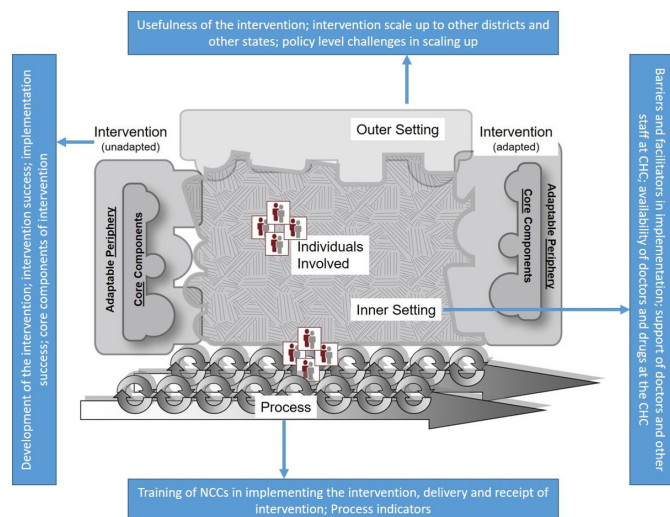 Usefulness of the intervention; intervention scale up to other districts and
other states; policy level challenges in scaling up
Development of the intervention; intervention success; implementation
success; core components of intervention
Intervention
(unadapted)
Adaptable Periphery
Core Components
Outer Setting
Individuals
Involved
Inner Setting
Process
Intervention
(adapted)
Core Components
Adaptable Periphery
Barriers and facilitators in implementation; support of doctors and other
staff at CHC; availability of doctors and drugs at the CHC
Training of NCCs in implementing the intervention, delivery and receipt of
intervention; Process indicators